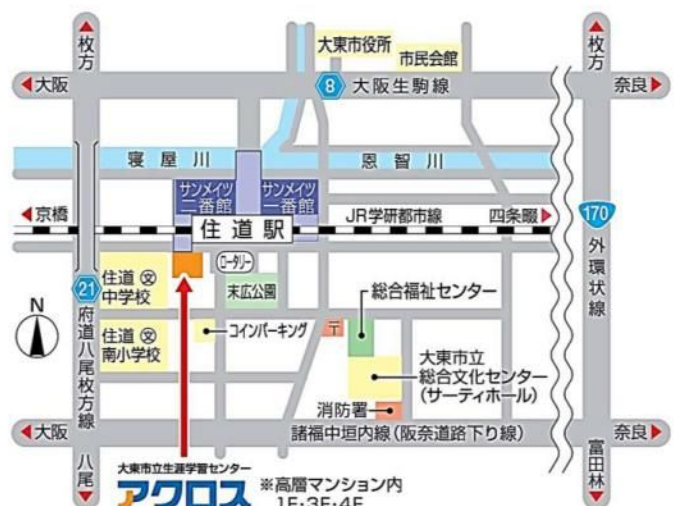 枚方
枚方
大東市役所
市民会館
大阪
8
大阪生駒線
奈良
寝屋川
恩智川
サンメイツ
二番館
サンメイツ
一番館
京橋
住道駅
JR学研都市線
四条畷
170
外環状線
21
府道八尾枚方線
住道 文
中学校
ロータリー
末広公園
総合福祉センター
N
住道 文
南小学校
コインパーキング
〒
大東市立
総合文化センター
(サーティホール)
消防署
大阪
諸福中垣内線(阪奈道路下り線)
奈良
八尾
富田林
大東市立生涯学習センター
アクロス
※高層マンション内
1F・3F・4F